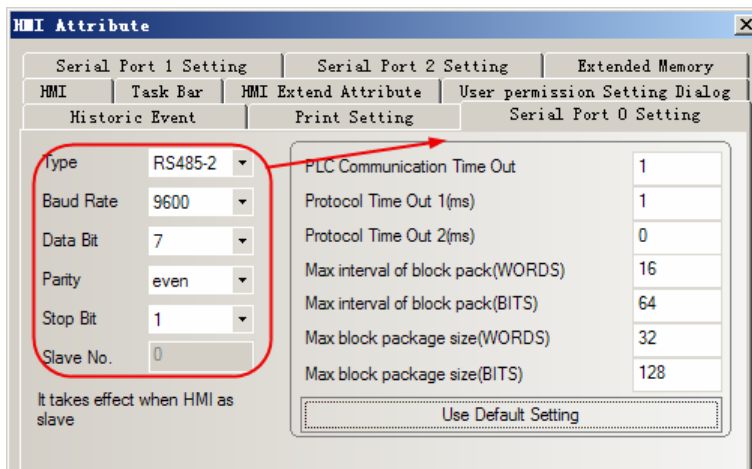 HMI Attribute
Serial Port 1 Setting Serial Port 2 Setting Extended Memory
HMI Task Bar HMI Extend Attribute User permission Setting Dialog
Historic Event Print Setting Serial Port 0 Setting
Type RS485-2
Baud Rate 9600
Data Bit 7
Parity even
Stop Bit 1
Slave No. 0
It takes effect when HMI as
slave
PLC Communication Time Out 1
Protocol Time Out 1(ms) 1
Protocol Time Out 2(ms) 0
Max interval of block pack(WORDS) 16
Max interval of block pack(BITS) 64
Max block package size(WORDS) 32
Max block package size(BITS) 128
Use Default Setting